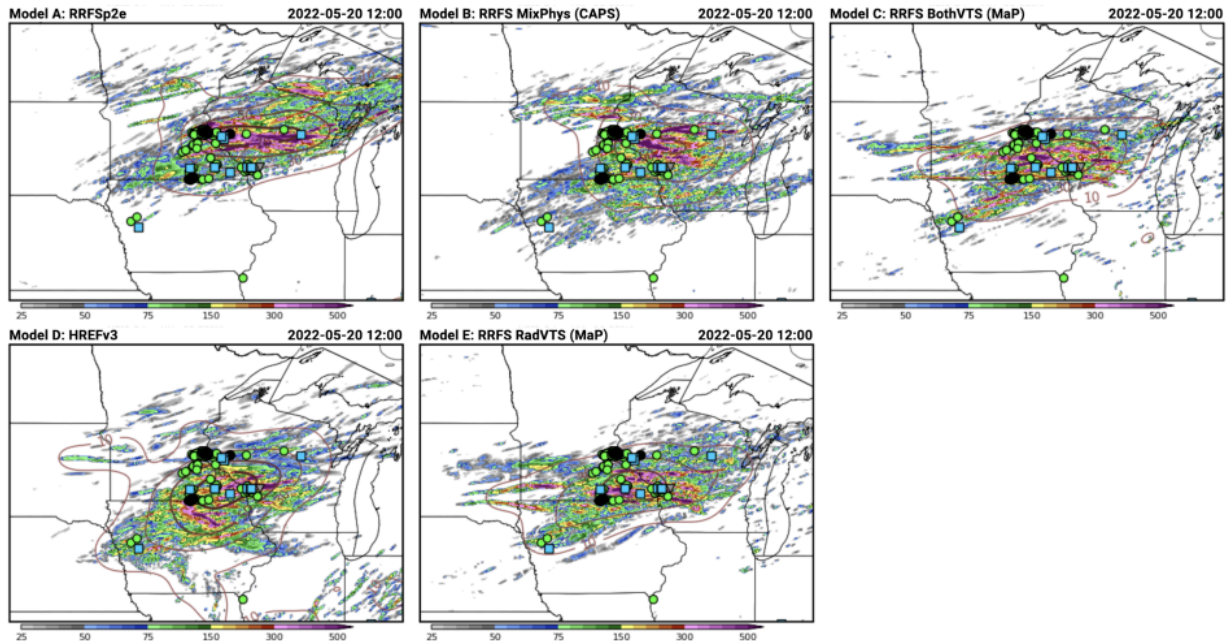 Model A: RRFSp2e 2022-05-20 12:00
Model B: RRFS MixPhys (CAPS) 2022-05-20 12:00
Model C: RRFS BothVTS (MaP) 2022-05-20 12:00
10
25 50 75 150 300 500
25 50 75 150 300 500
25 50 75 150 300 500
Model D: HREFv3 2022-05-20 12:00
Model E: RRFS RadVTS (MaP) 2022-05-20 12:00
25 50 75 150 300 500
25 50 75 150 300 500